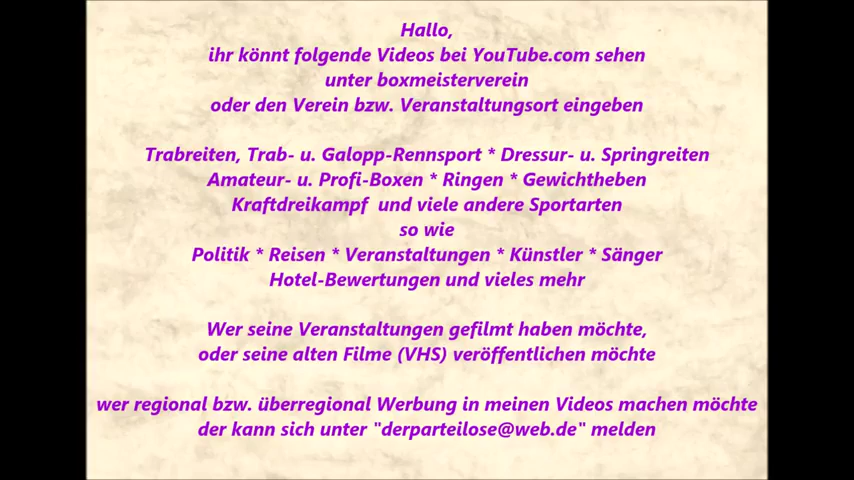 Hallo,
ihr könnt folgende Videos bei YouTube.com sehen
unter boxmeisterverein
oder den Verein bzw. Veranstaltungsort eingeben
Trabreiten, Trab- u. Galopp-Rennsport * Dressur- u. Springreiten
Amateur- u. Profi-Boxen * Ringen * Gewichtheben
Kraftdreikampf  und viele andere Sportarten
so wie
Politik * Reisen * Veranstaltungen * Künstler * Sänger
Hotel-Bewertungen und vieles mehr
Wer seine Veranstaltungen gefilmt haben möchte,
oder seine alten Filme (VHS) veröffentlichen möchte
wer regional bzw. überregional Werbung in meinen Videos machen möchte
der kann sich unter "derparteilose@web.de" melden